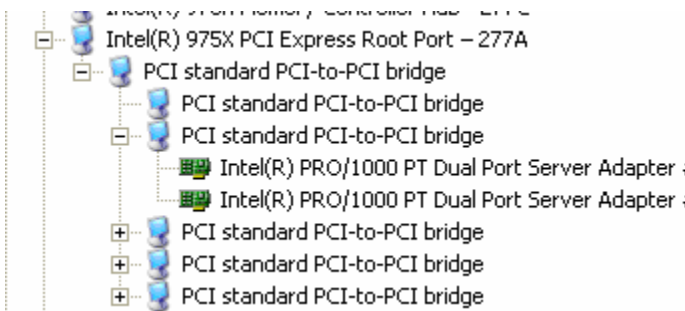 Intel(R) 975X PCI Express Root Port – 277A
PCI standard PCI-to-PCI bridge
PCI standard PCI-to-PCI bridge
PCI standard PCI-to-PCI bridge
Intel(R) PRO/1000 PT Dual Port Server Adapter
Intel(R) PRO/1000 PT Dual Port Server Adapter
PCI standard PCI-to-PCI bridge
PCI standard PCI-to-PCI bridge
PCI standard PCI-to-PCI bridge